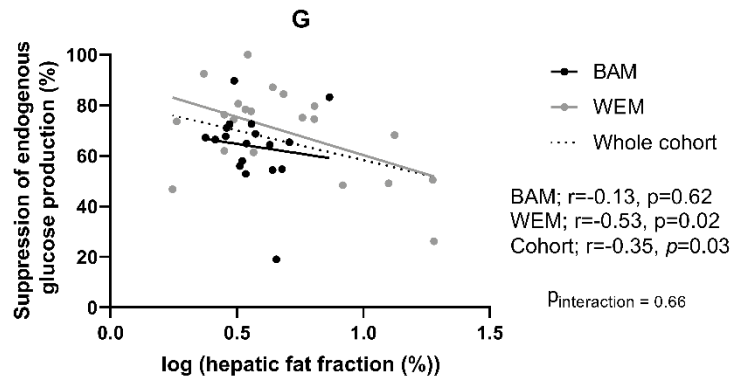 G
Suppression of endogenous
glucose production (%)
100
80
60
40
20
0
0.0
0.5
1.0
1.5
log (hepatic fat fraction (%))
BAM
WEM
Whole cohort
BAM; r=-0.13, p=0.62
WEM; r=-0.53, p=0.02
Cohort; r=-0.35, p=0.03
pinteraction = 0.66